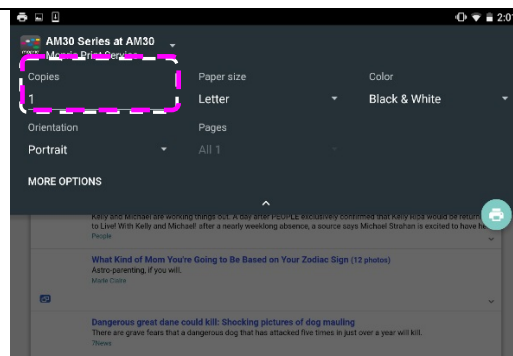 2:01
AM30 Series at AM30
Mopria Print Service
Copies
Paper size
Color
1
Letter
Black & White
Orientation
Pages
Portrait
All 1
MORE OPTIONS
Kelly and Michael are working things out. A day after PEOPLE exclusively confirmed that Kelly Ripa would be return
to Live! With Kelly and Michael! after a nearly weeklong absence, a source says Michael Strahan is excited to have h
People
What Kind of Mom You're Going to Be Based on Your Zodiac Sign (12 photos)
Astro-parenting, if you will.
Marie Claire
Dangerous great dane could kill: Shocking pictures of dog mauling
There are grave fears that a dangerous dog that has attacked five times in just over a year will kill.